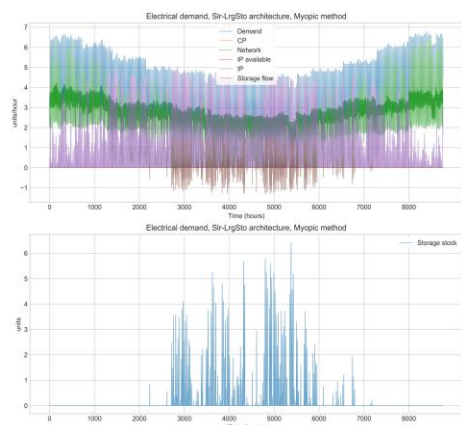 Electrical demand, Slr-LrgSto architecture, Myopic method
Demand
CP
Network
IP available
IP
Storage flow
7
6
5
4
3
2
1
0
−1
units/hour
0 1000 2000 3000 4000 5000 6000 7000 8000
Time (hours)
Electrical demand, Slr-LrgSto architecture, Myopic method
Storage stock
7
6
5
4
3
2
1
0
units
0 1000 2000 3000 4000 5000 6000 7000 8000